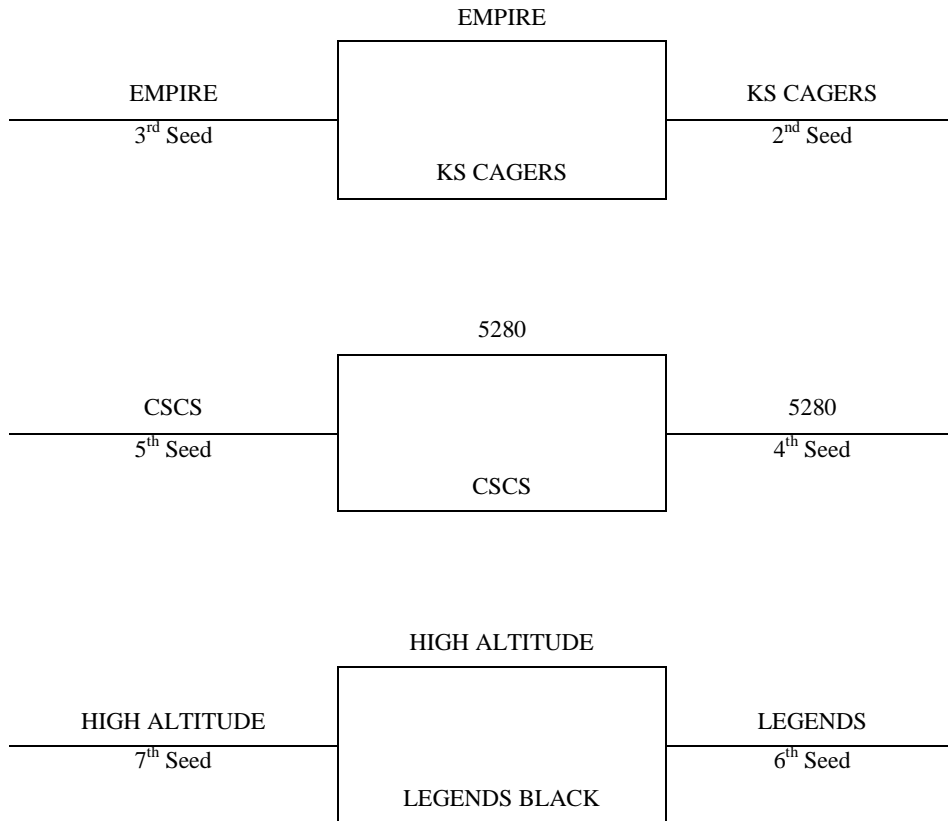 EMPIRE
EMPIRE
KS CAGERS
3rd Seed
2nd Seed
KS CAGERS
5280
CSCS
5280
5th Seed
4th Seed
CSCS
HIGH ALTITUDE
HIGH ALTITUDE
LEGENDS
7th Seed
6th Seed
LEGENDS BLACK